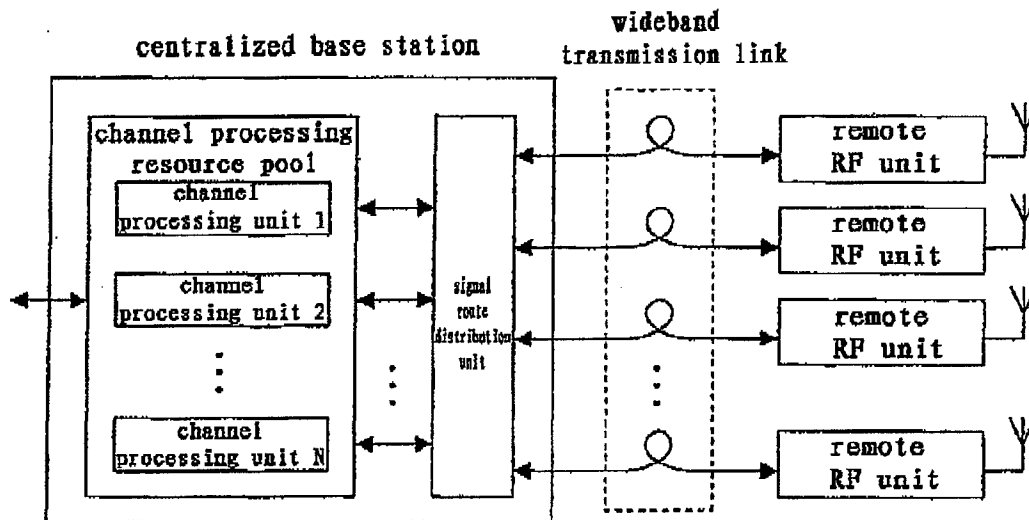 centralized base station
wideband
transmission link
channel processing
resource pool
channel
processing unit 1
channel
processing unit 2
channel
processing unit N
signal
route
distribution
unit
remote
RF unit
remote
RF unit
remote
RF unit
remote
RF unit